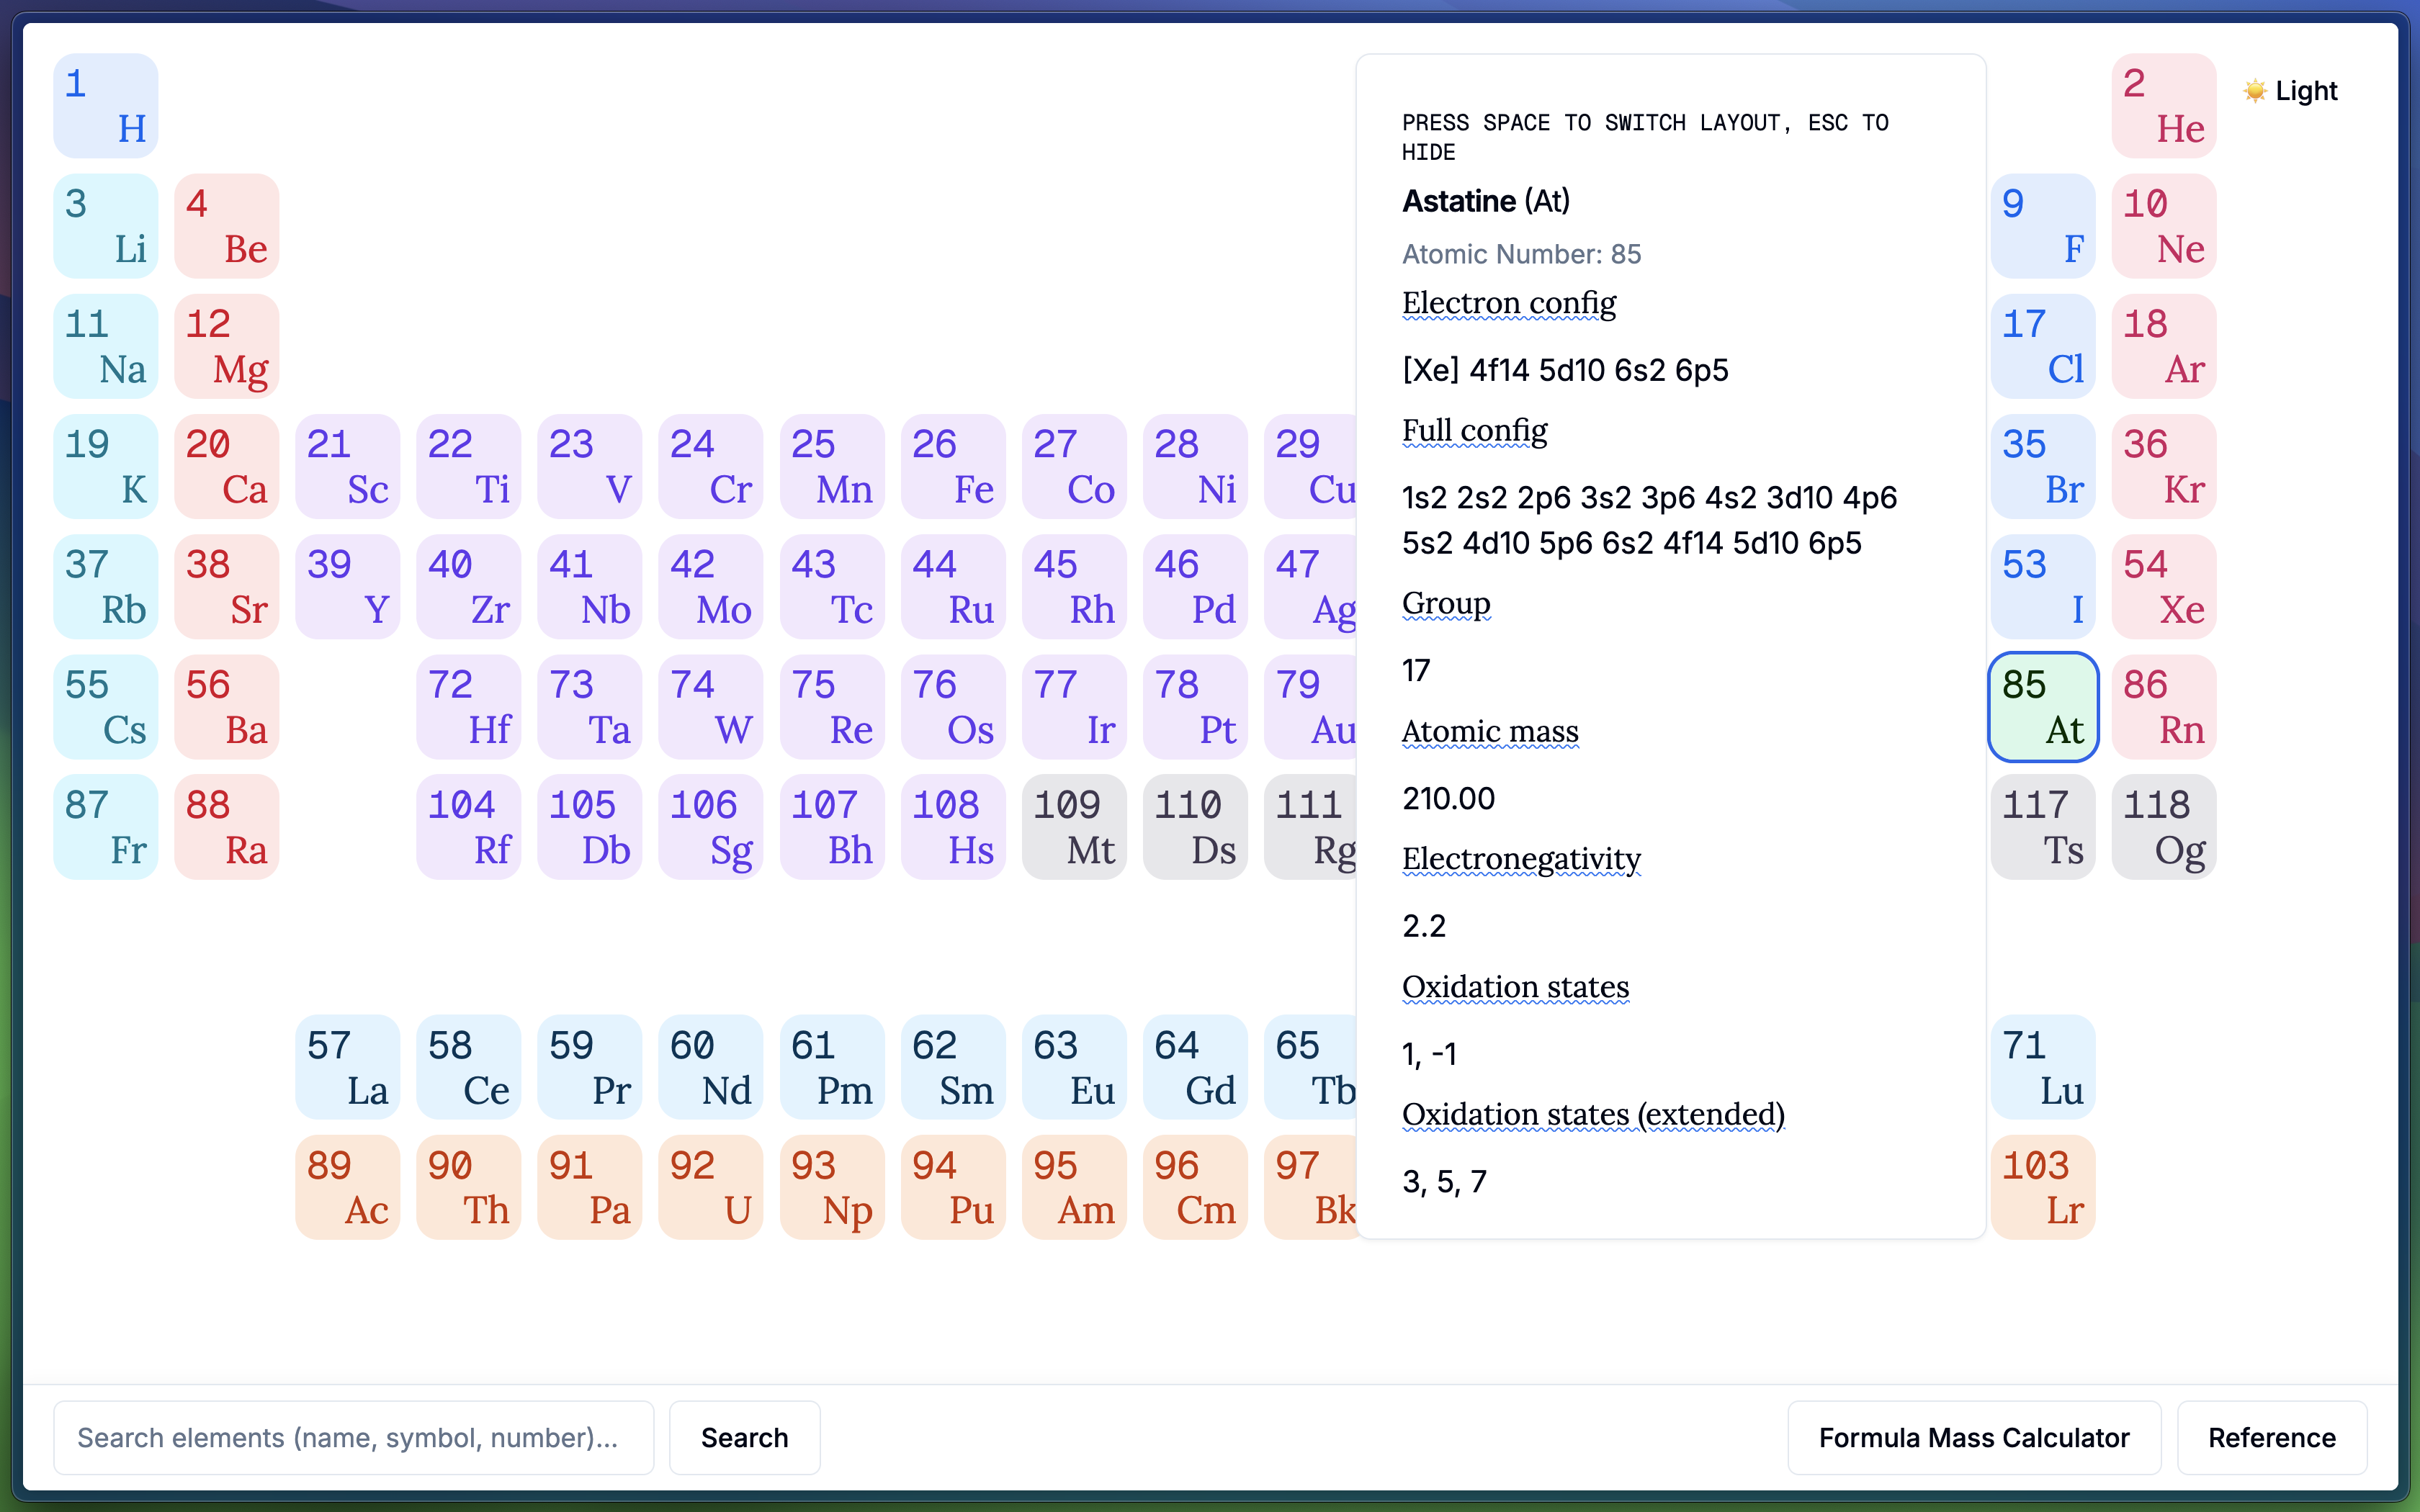 1 H
2 He
☀️ Light
3 Li
4 Be
9 F
10 Ne
11 Na
12 Mg
17 Cl
18 Ar
19 K
20 Ca
21 Sc
22 Ti
23 V
24 Cr
25 Mn
26 Fe
27 Co
28 Ni
29 Cu
35 Br
36 Kr
37 Rb
38 Sr
39 Y
40 Zr
41 Nb
42 Mo
43 Tc
44 Ru
45 Rh
46 Pd
47 Ag
53 I
54 Xe
55 Cs
56 Ba
72 Hf
73 Ta
74 W
75 Re
76 Os
77 Ir
78 Pt
79 Au
85 At
86 Rn
87 Fr
88 Ra
104 Rf
105 Db
106 Sg
107 Bh
108 Hs
109 Mt
110 Ds
111 Rg
117 Ts
118 Og
57 La
58 Ce
59 Pr
60 Nd
61 Pm
62 Sm
63 Eu
64 Gd
65 Tb
71 Lu
89 Ac
90 Th
91 Pa
92 U
93 Np
94 Pu
95 Am
96 Cm
97 Bk
103 Lr
PRESS SPACE TO SWITCH LAYOUT, ESC TO
HIDE
Astatine (At)
Atomic Number: 85
Electron config
[Xe] 4f14 5d10 6s2 6p5
Full config
1s2 2s2 2p6 3s2 3p6 4s2 3d10 4p6
5s2 4d10 5p6 6s2 4f14 5d10 6p5
Group
17
Atomic mass
210.00
Electronegativity
2.2
Oxidation states
1, -1
Oxidation states (extended)
3, 5, 7
Search elements (name, symbol, number)...
Search
Formula Mass Calculator
Reference